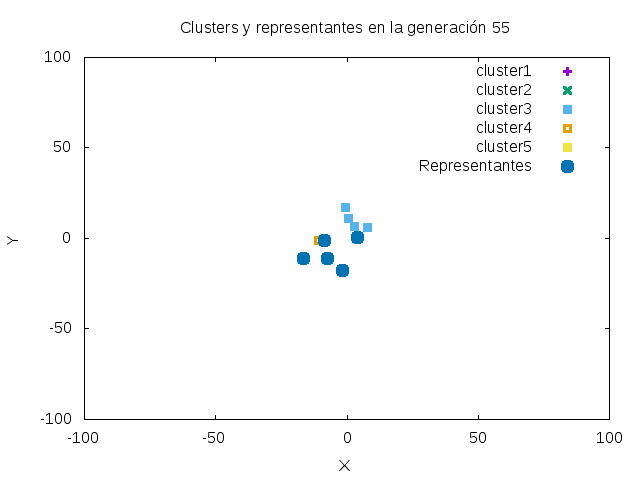 Clusters y representantes en la generación 55
100
50
0
-50
-100
-100
-50
0
50
100
X
Y
cluster1
cluster2
cluster3
cluster4
cluster5
Representantes